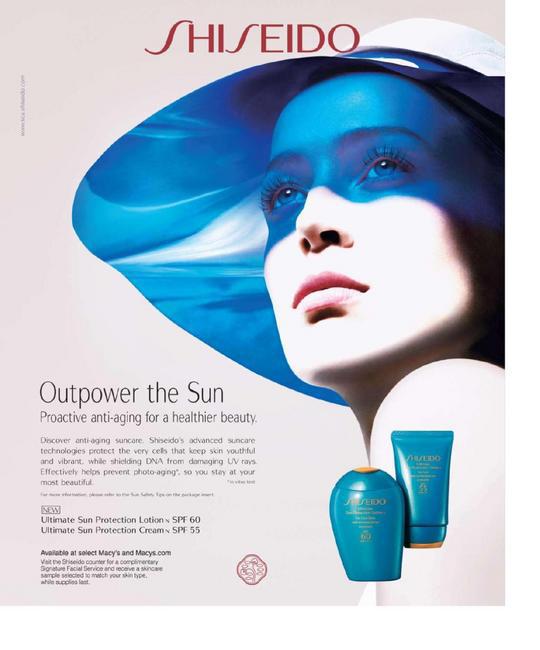 SHISEIDO
www.sca.shiseido.com
Outpower the Sun
Proactive anti-aging for a healthier beauty.
Discover anti-aging suncare. Shiseido's advanced suncare
technologies protect the very cells that keep skin youthful
and vibrant, while shielding DNA from damaging UV rays.
Effectively helps prevent photo-aging*, so you stay at your
most beautiful.
*in vitro test
For more information, please refer to the Sun Safety Tips on the package insert.
NEW
Ultimate Sun Protection Lotion N SPF 60
Ultimate Sun Protection Cream N SPF 55
Available at select Macy's and Macys.com
Visit the Shiseido counter for a complimentary
Signature Facial Service and receive a skincare
sample selected to match your skin type,
while supplies last.
SHISEIDO
60
SHISEIDO
55